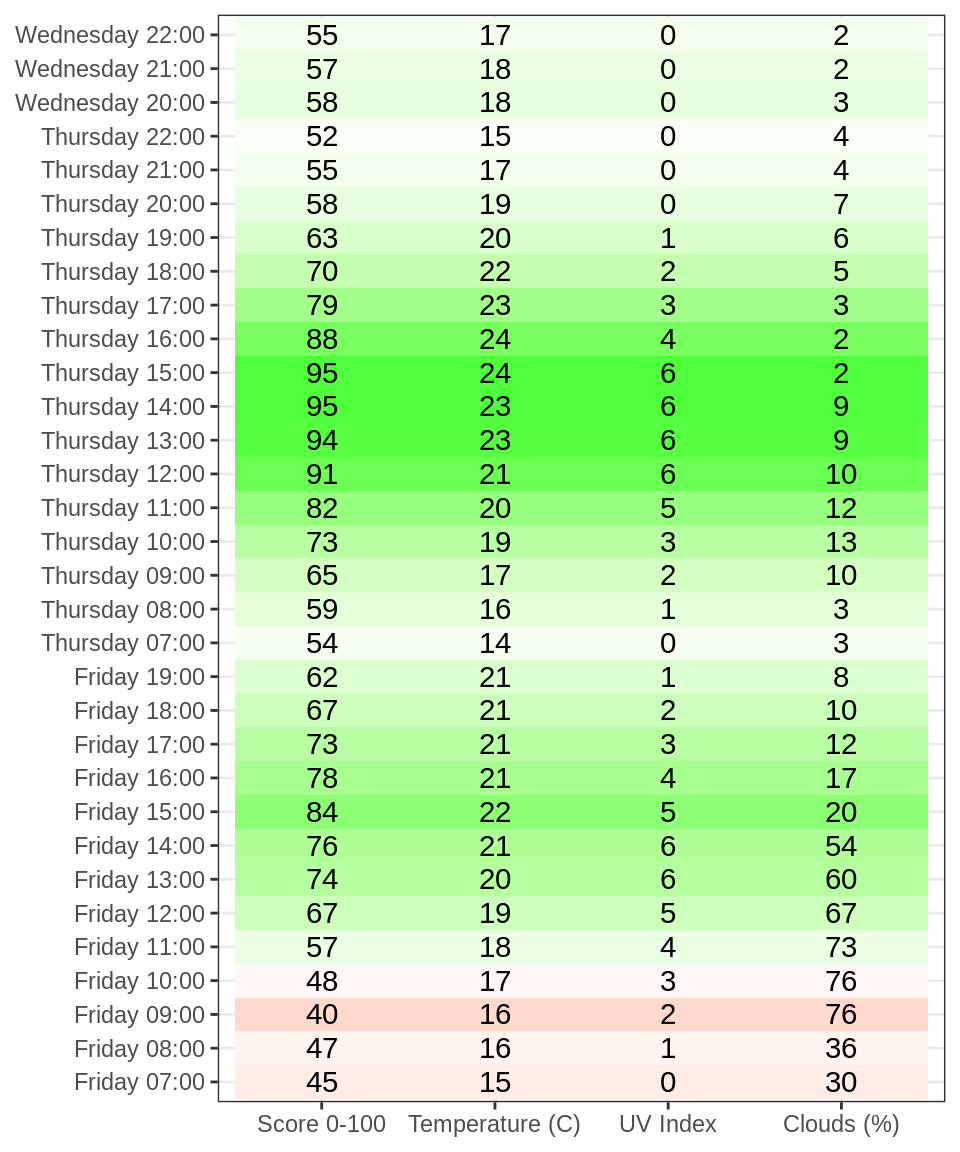 Wednesday 22:00 55 17 0 2
Wednesday 21:00 57 18 0 2
Wednesday 20:00 58 18 0 3
Thursday 22:00 52 15 0 4
Thursday 21:00 55 17 0 4
Thursday 20:00 58 19 0 7
Thursday 19:00 63 20 1 6
Thursday 18:00 70 22 2 5
Thursday 17:00 79 23 3 3
Thursday 16:00 88 24 4 2
Thursday 15:00 95 24 6 2
Thursday 14:00 95 23 6 9
Thursday 13:00 94 23 6 9
Thursday 12:00 91 21 6 10
Thursday 11:00 82 20 5 12
Thursday 10:00 73 19 3 13
Thursday 09:00 65 17 2 10
Thursday 08:00 59 16 1 3
Thursday 07:00 54 14 0 3
Friday 19:00 62 21 1 8
Friday 18:00 67 21 2 10
Friday 17:00 73 21 3 12
Friday 16:00 78 21 4 17
Friday 15:00 84 22 5 20
Friday 14:00 76 21 6 54
Friday 13:00 74 20 6 60
Friday 12:00 67 19 5 67
Friday 11:00 57 18 4 73
Friday 10:00 48 17 3 76
Friday 09:00 40 16 2 76
Friday 08:00 47 16 1 36
Friday 07:00 45 15 0 30
Score 0-100 Temperature (C) UV Index Clouds (%)